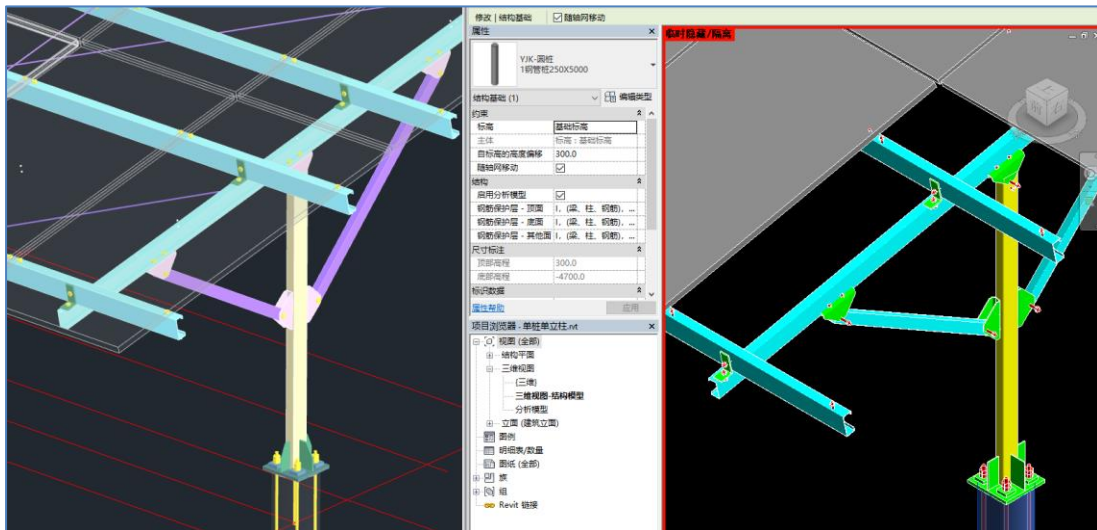 修改 | 结构基础 随轴网移动
属性
YJK-圆桩
1钢管桩250X5000
结构基础 (1) 编辑类型
约束
标高 基础标高
主体 标高 : 基础标高
自标高的高度偏移 300.0
随轴网移动
结构
启用分析模型
钢筋保护层 - 顶面 I, (梁、柱、钢筋), ...
钢筋保护层 - 底面 I, (梁、柱、钢筋), ...
钢筋保护层 - 其他面 I, (梁、柱、钢筋), ...
尺寸标注
顶部高程 300.0
底部高程 -4700.0
标识数据
属性帮助 应用
项目浏览器 - 单桩单立柱.rvt
视图 (全部)
结构平面
三维视图
{三维}
三维视图-结构模型
分析模型
立面 (建筑立面)
图例
明细表/数量
图纸 (全部)
族
组
Revit 链接
临时隐藏/隔离